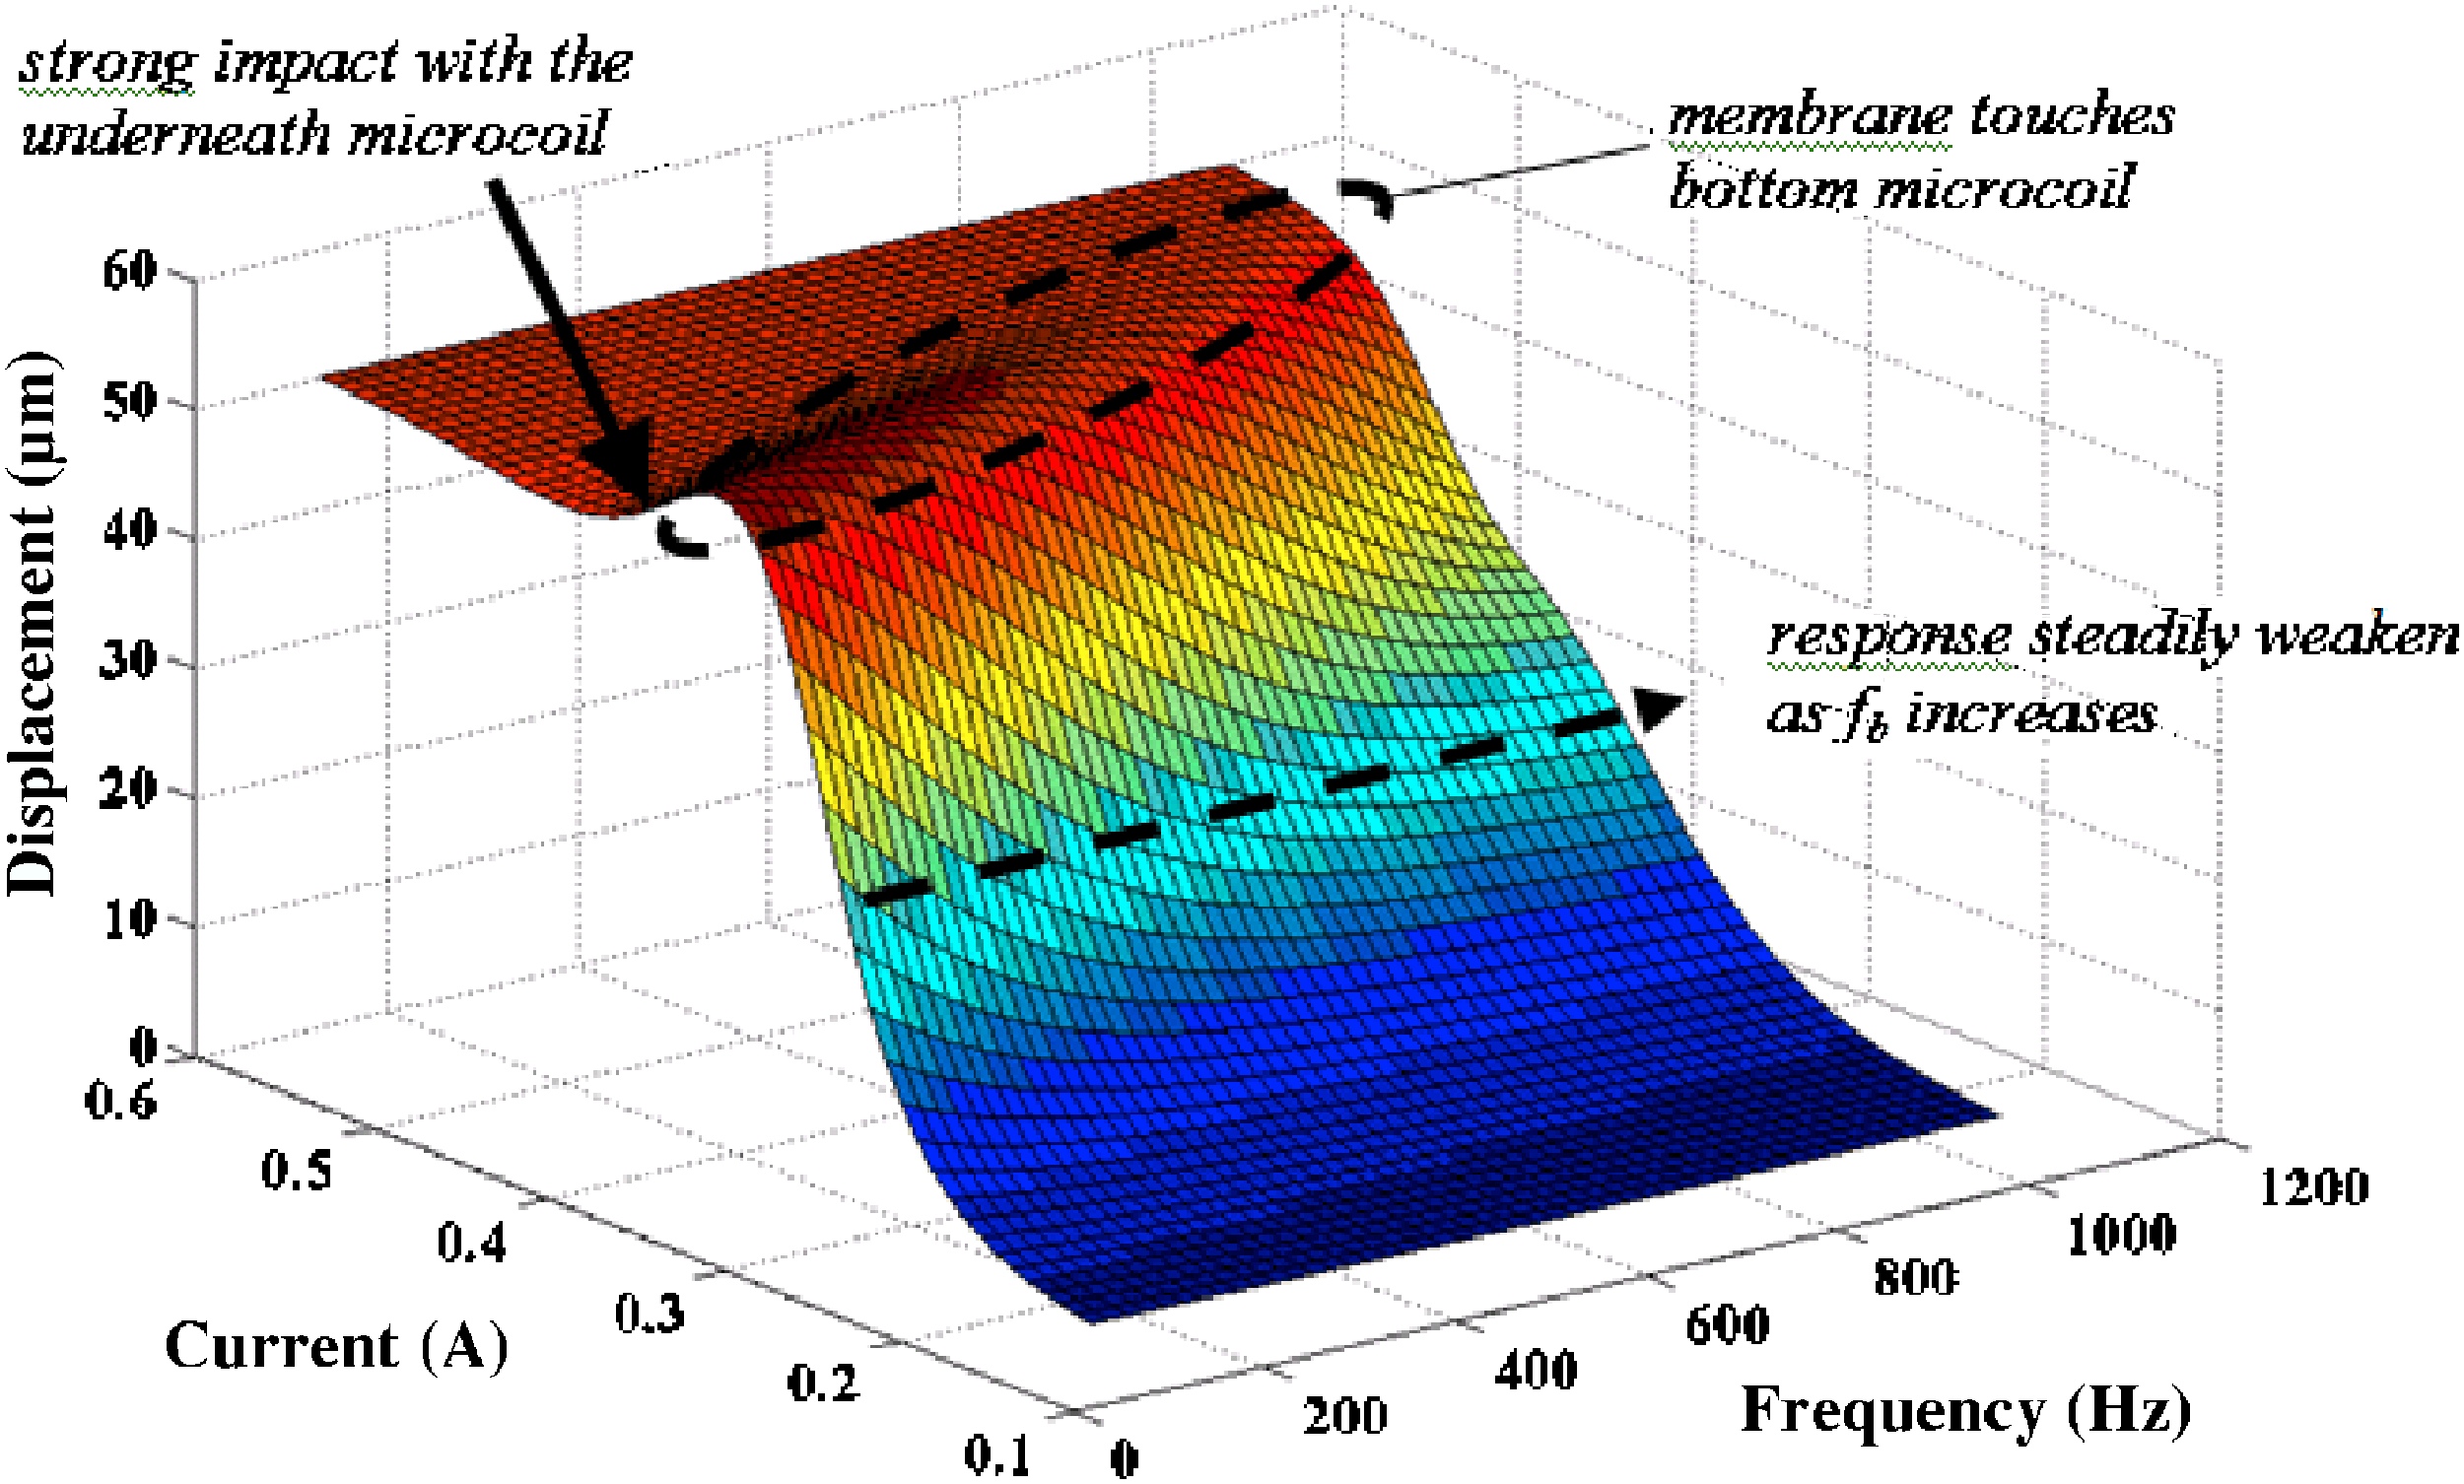 strong impact with the
underneath microcoil
membrane touches
bottom microcoil
response steadily weaken
as f_b increases
Displacement (μm)
60
50
40
30
20
10
0
0.6
0.5
0.4
0.3
0.2
0.1
Current (A)
0
200
400
600
800
1000
1200
Frequency (Hz)